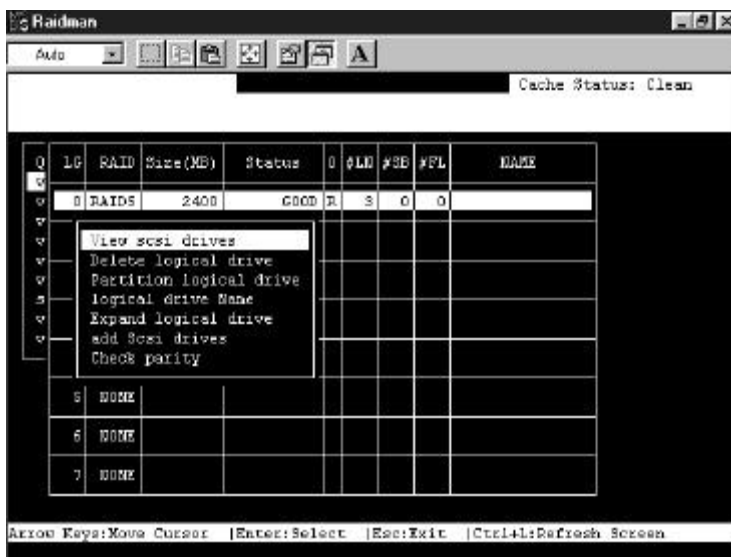 Raidman
Auto
A
Cache Status: Clean
Q LG RAID Size(MB) Status O #LN #SB #FL NAME
v
v 0 RAID5 2400 GOOD R 3 0 0
v
v View scsi drives
v Delete logical drive
v Partition logical drive
s logical drive Name
v Expand logical drive
v add Scsi drives
Check parity
5 NONE
6 NONE
7 NONE
Arrow Keys:Move Cursor |Enter:Select |Esc:Exit |Ctrl+L:Refresh Screen